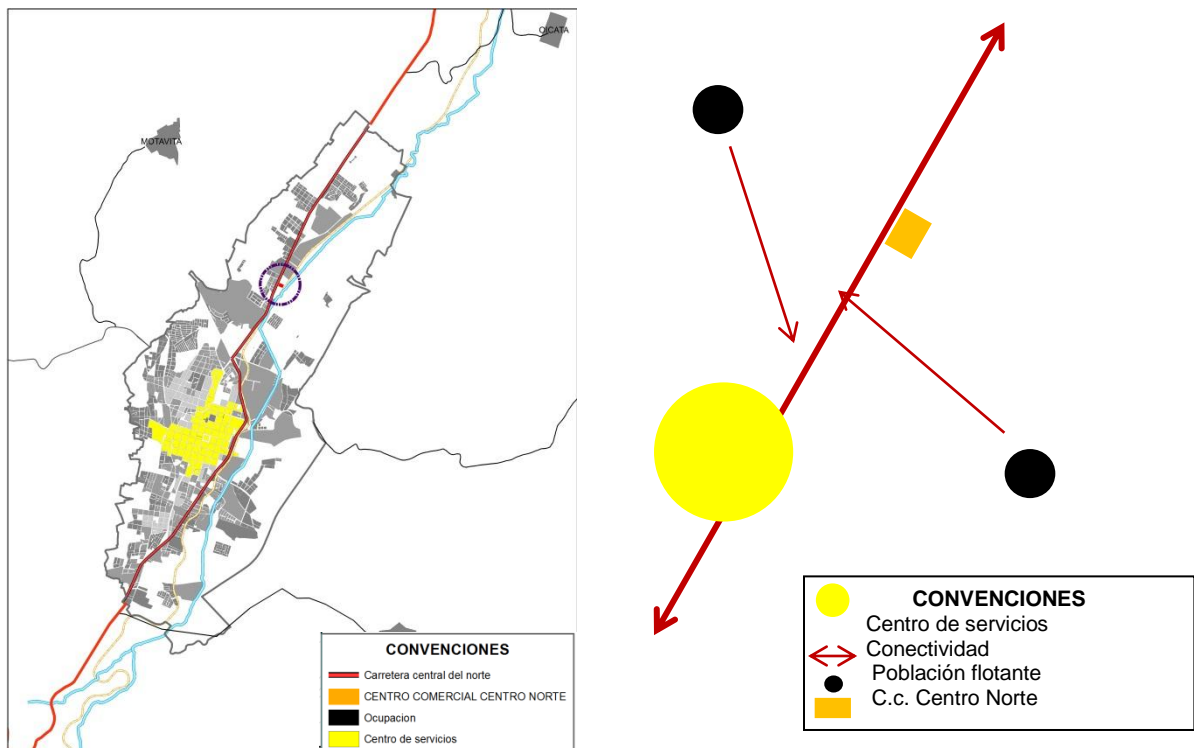 OICATA
MOTAVITA
CONVENCIONES
Carretera central del norte
CENTRO COMERCIAL CENTRO NORTE
Ocupacion
Centro de servicios
CONVENCIONES
Centro de servicios
Conectividad
Población flotante
C.c. Centro Norte